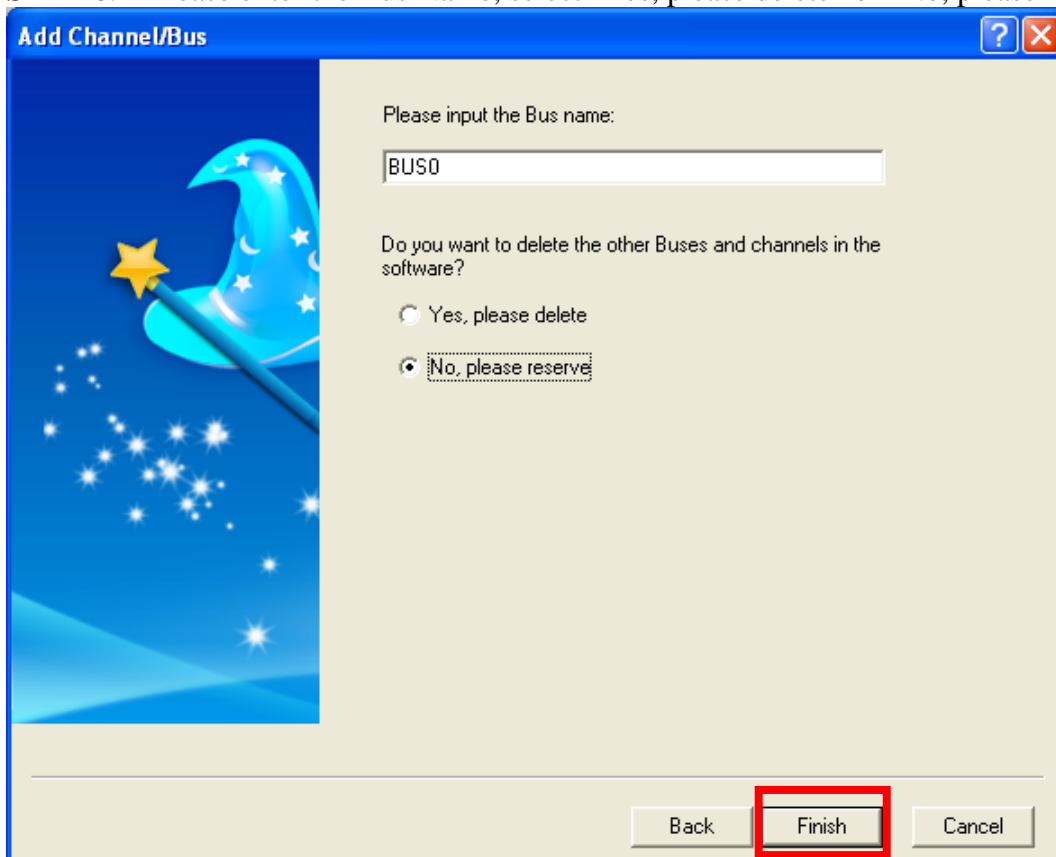 Add Channel/Bus
Please input the Bus name:
BUS0
Do you want to delete the other Buses and channels in the
software?
Yes, please delete
No, please reserve
Back Finish Cancel